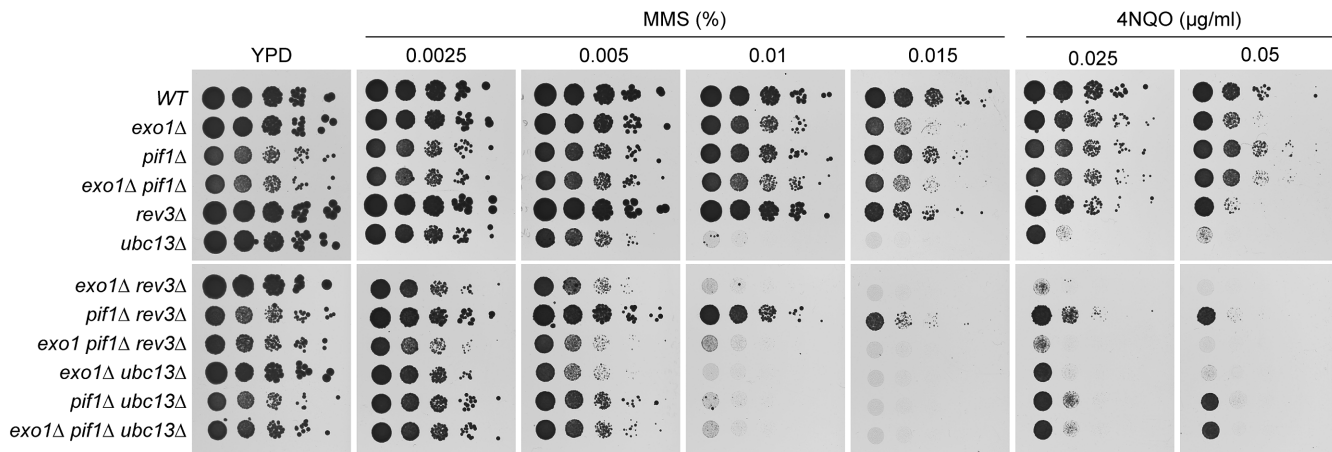 MMS (%) 4NQO (µg/ml)
YPD 0.0025 0.005 0.01 0.015 0.025 0.05
WT
exo1Δ
pif1Δ
exo1Δ pif1Δ
rev3Δ
ubc13Δ
exo1Δ rev3Δ
pif1Δ rev3Δ
exo1 pif1Δ rev3Δ
exo1Δ ubc13Δ
pif1Δ ubc13Δ
exo1Δ pif1Δ ubc13Δ